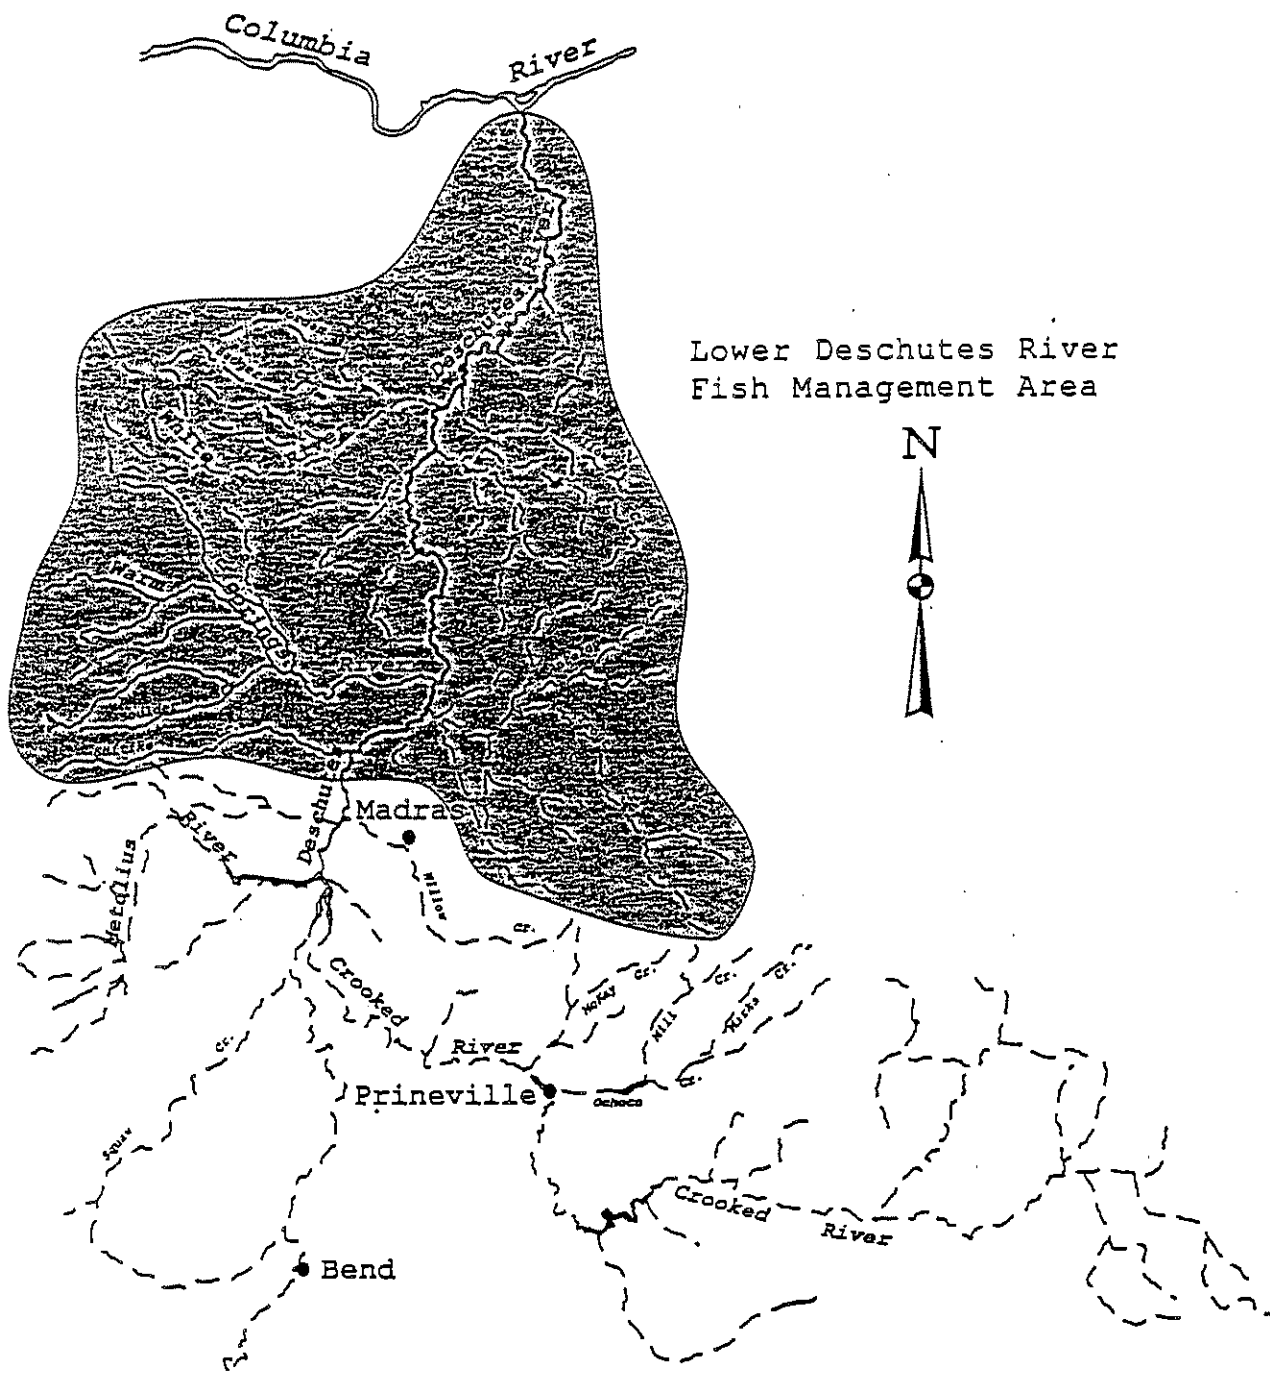 Columbia
River
Deschutes River
Lower Deschutes River
Fish Management Area
N
Warm
Springs
River
Deschutes
Madras
River
Metolius
Willow
Cr.
Crooked
River
McKay
Cr.
Mill
Cr.
Marks
Cr.
Ochoco
Cr.
Prineville
Squaw
Cr.
Crooked
River
Bend